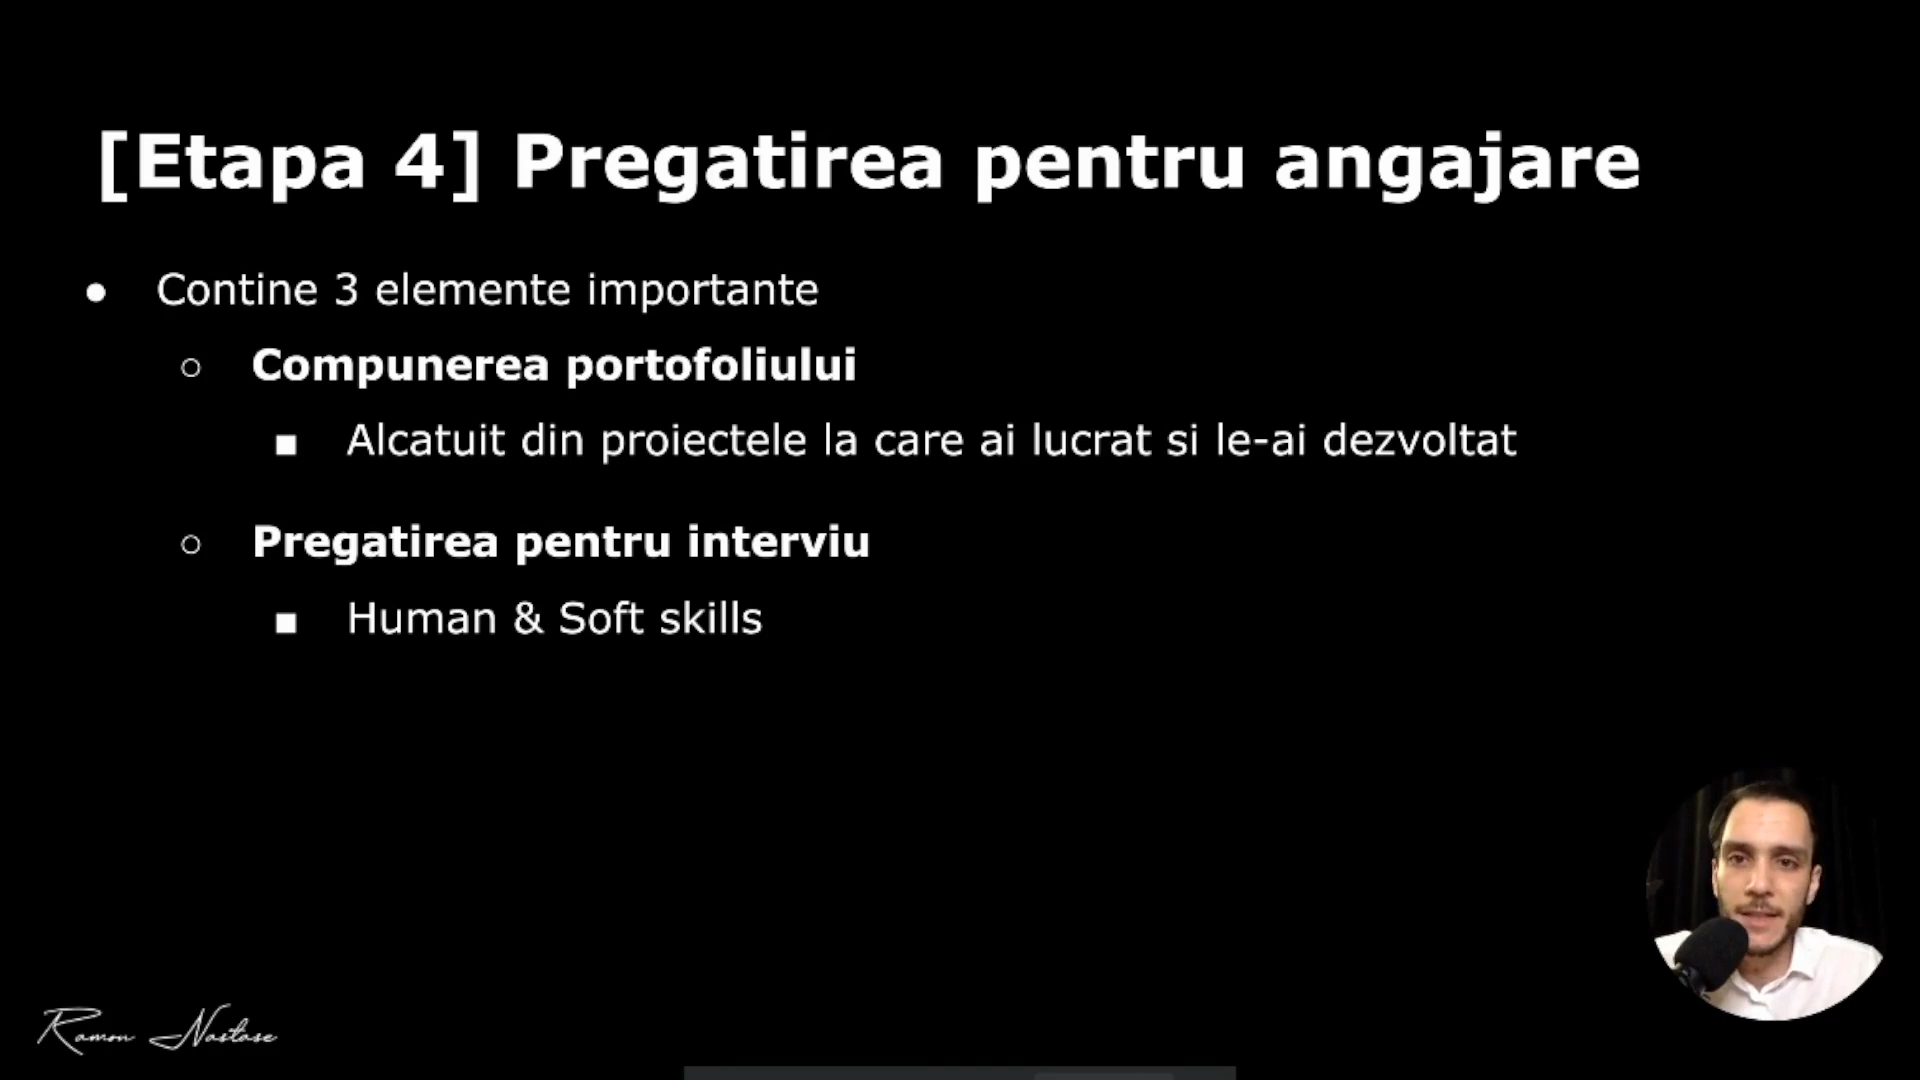 [Etapa 4] Pregatirea pentru angajare
Contine 3 elemente importante
Compunerea portofoliului
Alcatuit din proiectele la care ai lucrat si le-ai dezvoltat
Pregatirea pentru interviu
Human & Soft skills
Ramon Nastase